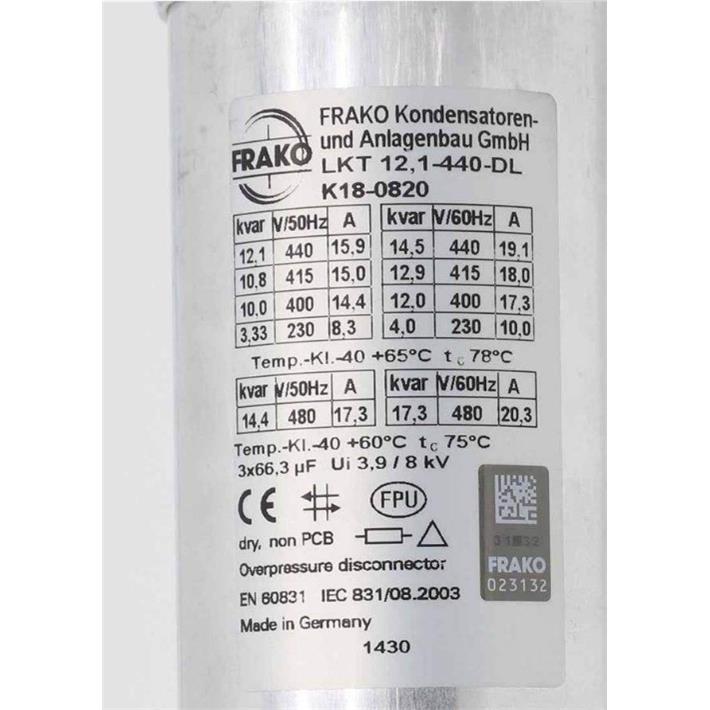 FRAKO
FRAKO Kondensatoren-
und Anlagenbau GmbH
LKT 12,1-440-DL
K18-0820
kvar V/50Hz A kvar V/60Hz A
12,1 440 15,9 14,5 440 19,1
10,8 415 15,0 12,9 415 18,0
10,0 400 14,4 12,0 400 17,3
3,33 230 8,3 4,0 230 10,0
Temp.-Kl.-40 +65°C tc 78°C
kvar V/50Hz A kvar V/60Hz A
14,4 480 17,3 17,3 480 20,3
Temp.-Kl.-40 +60°C tc 75°C
3x66,3 µF Ui 3,9 / 8 kV
CE FPU
dry, non PCB
Overpressure disconnector
EN 60831 IEC 831/08.2003
Made in Germany
1430
FRAKO
023132